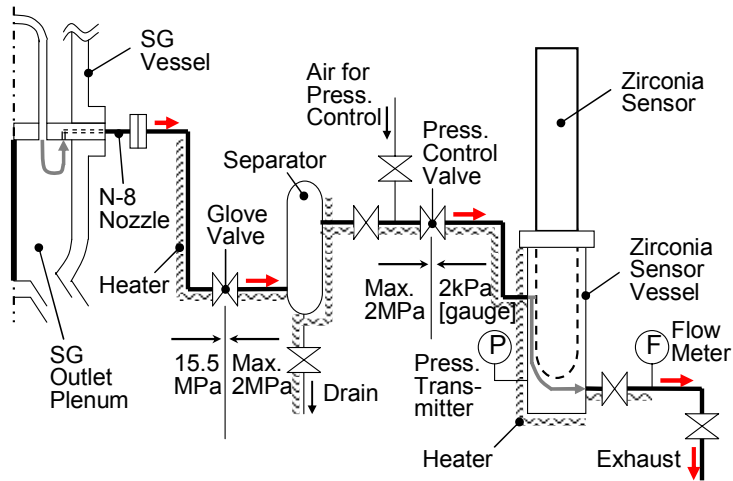 SG
Vessel
N-8
Nozzle
Heater
SG
Outlet
Plenum
Glove
Valve
15.5
MPa
Max.
2MPa
Separator
Drain
Air for
Press.
Control
Press.
Control
Valve
Max.
2MPa
2kPa
[gauge]
Press.
Trans-
mitter
P
Heater
Zirconia
Sensor
Zirconia
Sensor
Vessel
F
Flow
Meter
Exhaust